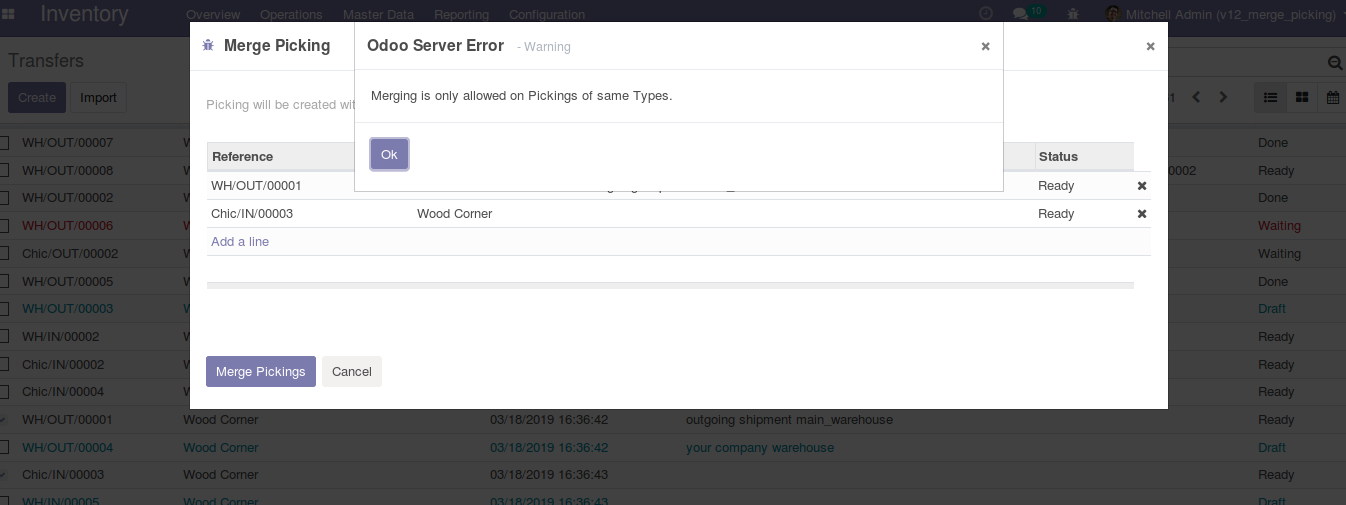 Inventory Overview Operations Master Data Reporting Configuration 10 Mitchell Admin (v12_merge_picking)
Merge Picking Odoo Server Error - Warning × ×
Transfers
Create Import
Merging is only allowed on Pickings of same Types.
Picking will be created wit
1
Ok
Reference Status
WH/OUT/00007 W Done
WH/OUT/00008 W 0002 Ready
WH/OUT/00001 Ready
WH/OUT/00002 W Done
Chic/IN/00003 Wood Corner Ready
WH/OUT/00006 W Waiting
Add a line
Chic/OUT/00002 W Waiting
WH/OUT/00005 W Done
WH/OUT/00003 W Draft
WH/IN/00002 W Ready
Chic/IN/00002 W Ready
Merge Pickings Cancel
Chic/IN/00004 W Ready
WH/OUT/00001 Wood Corner 03/18/2019 16:36:42 outgoing shipment main_warehouse Ready
WH/OUT/00004 Wood Corner 03/18/2019 16:36:42 your company warehouse Draft
Chic/IN/00003 Wood Corner 03/18/2019 16:36:43 Ready
WH/IN/00005 Wood Corner 03/18/2019 16:36:43 Draft